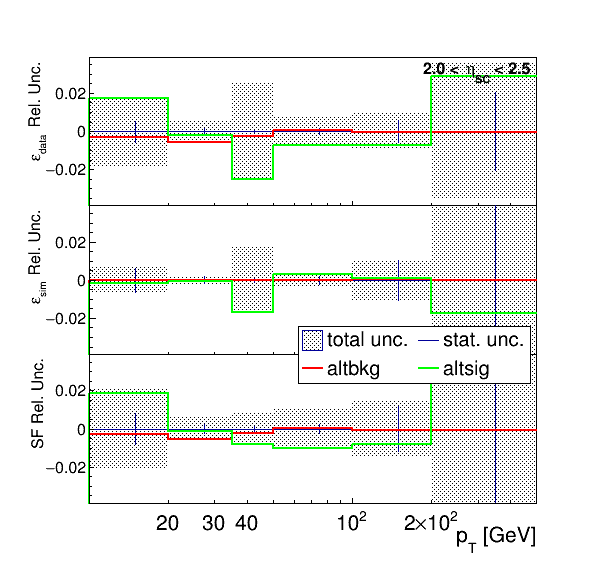 2.0 < η_SC < 2.5
ε_data Rel. Unc.
0.02
0
−0.02
ε_sim Rel. Unc.
0.02
0
−0.02
total unc. stat. unc.
altbkg altsig
SF Rel. Unc.
0.02
0
−0.02
20 30 40 10² 2×10²
p_T [GeV]